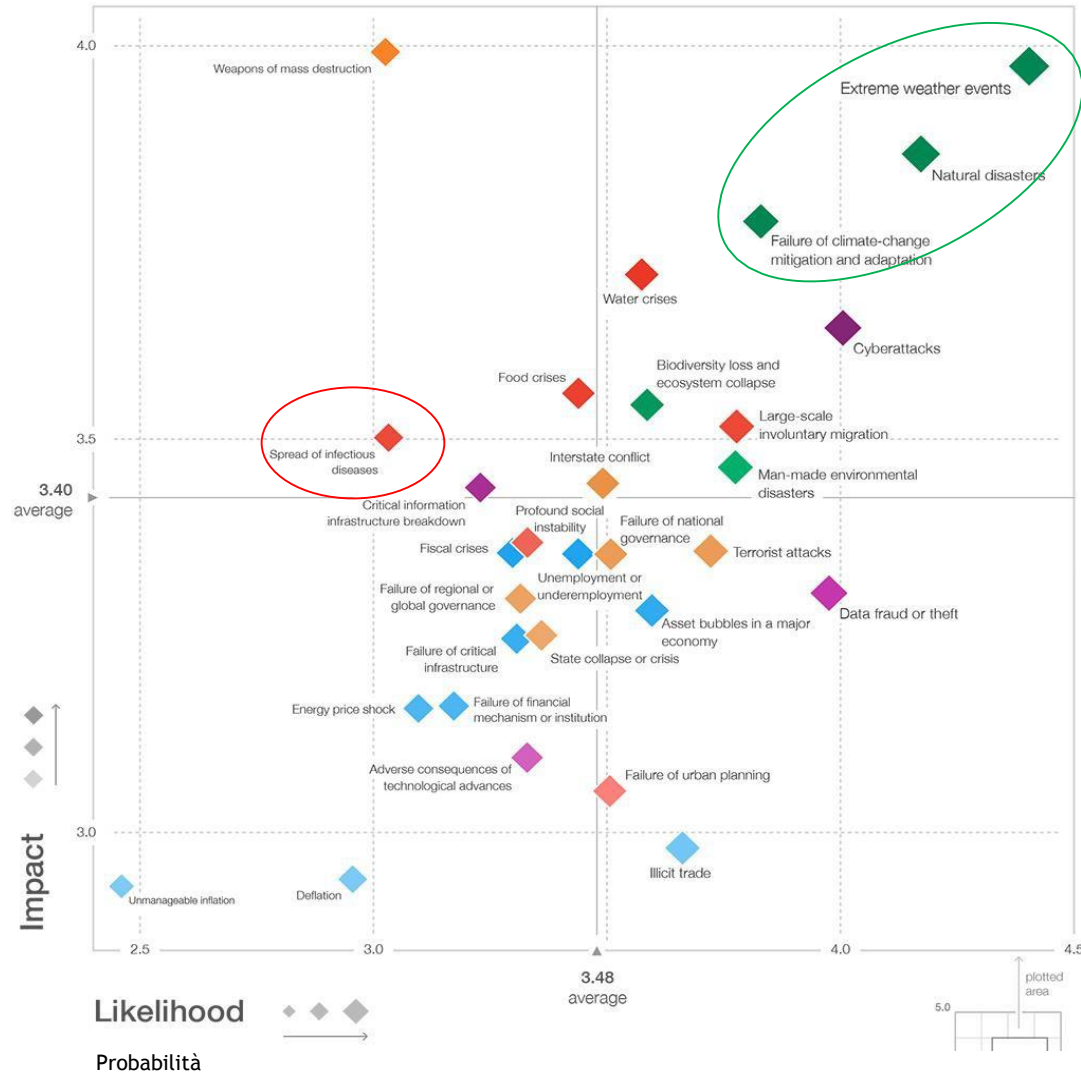 4.0
Weapons of mass destruction
Extreme weather events
Natural disasters
Failure of climate-change
mitigation and adaptation
Water crises
Cyberattacks
Food crises
Biodiversity loss and
ecosystem collapse
Large-scale
involuntary migration
3.5
Spread of infectious
diseases
Interstate conflict
Man-made environmental
disasters
3.40
average
Critical information
infrastructure breakdown
Profound social
instability
Failure of national
governance
Fiscal crises
Terrorist attacks
Unemployment or
underemployment
Failure of regional or
global governance
Data fraud or theft
Asset bubbles in a major
economy
Failure of critical
infrastructure
State collapse or crisis
Energy price shock
Failure of financial
mechanism or institution
Adverse consequences of
technological advances
Failure of urban planning
3.0
Illicit trade
Unmanageable inflation
Deflation
Impact
2.5
3.0
4.0
4.5
3.48
average
plotted
area
5.0
Likelihood
Probabilità